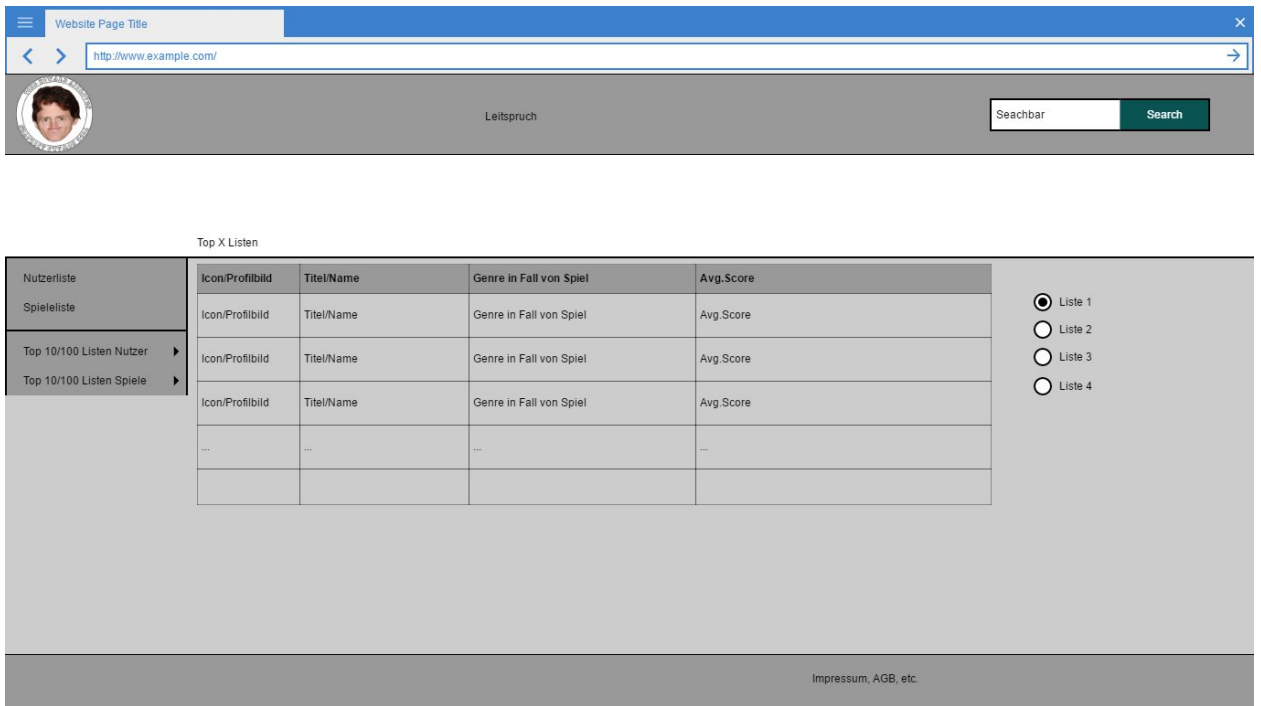 Website Page Title
http://www.example.com/
Leitspruch
Seachbar
Search
Top X Listen
Nutzerliste
Spieleliste
Top 10/100 Listen Nutzer
Top 10/100 Listen Spiele
Icon/Profilbild Titel/Name Genre in Fall von Spiel Avg.Score
Icon/Profilbild Titel/Name Genre in Fall von Spiel Avg.Score
Icon/Profilbild Titel/Name Genre in Fall von Spiel Avg.Score
Icon/Profilbild Titel/Name Genre in Fall von Spiel Avg.Score
... ... ... ...
Liste 1
Liste 2
Liste 3
Liste 4
Impressum, AGB, etc.